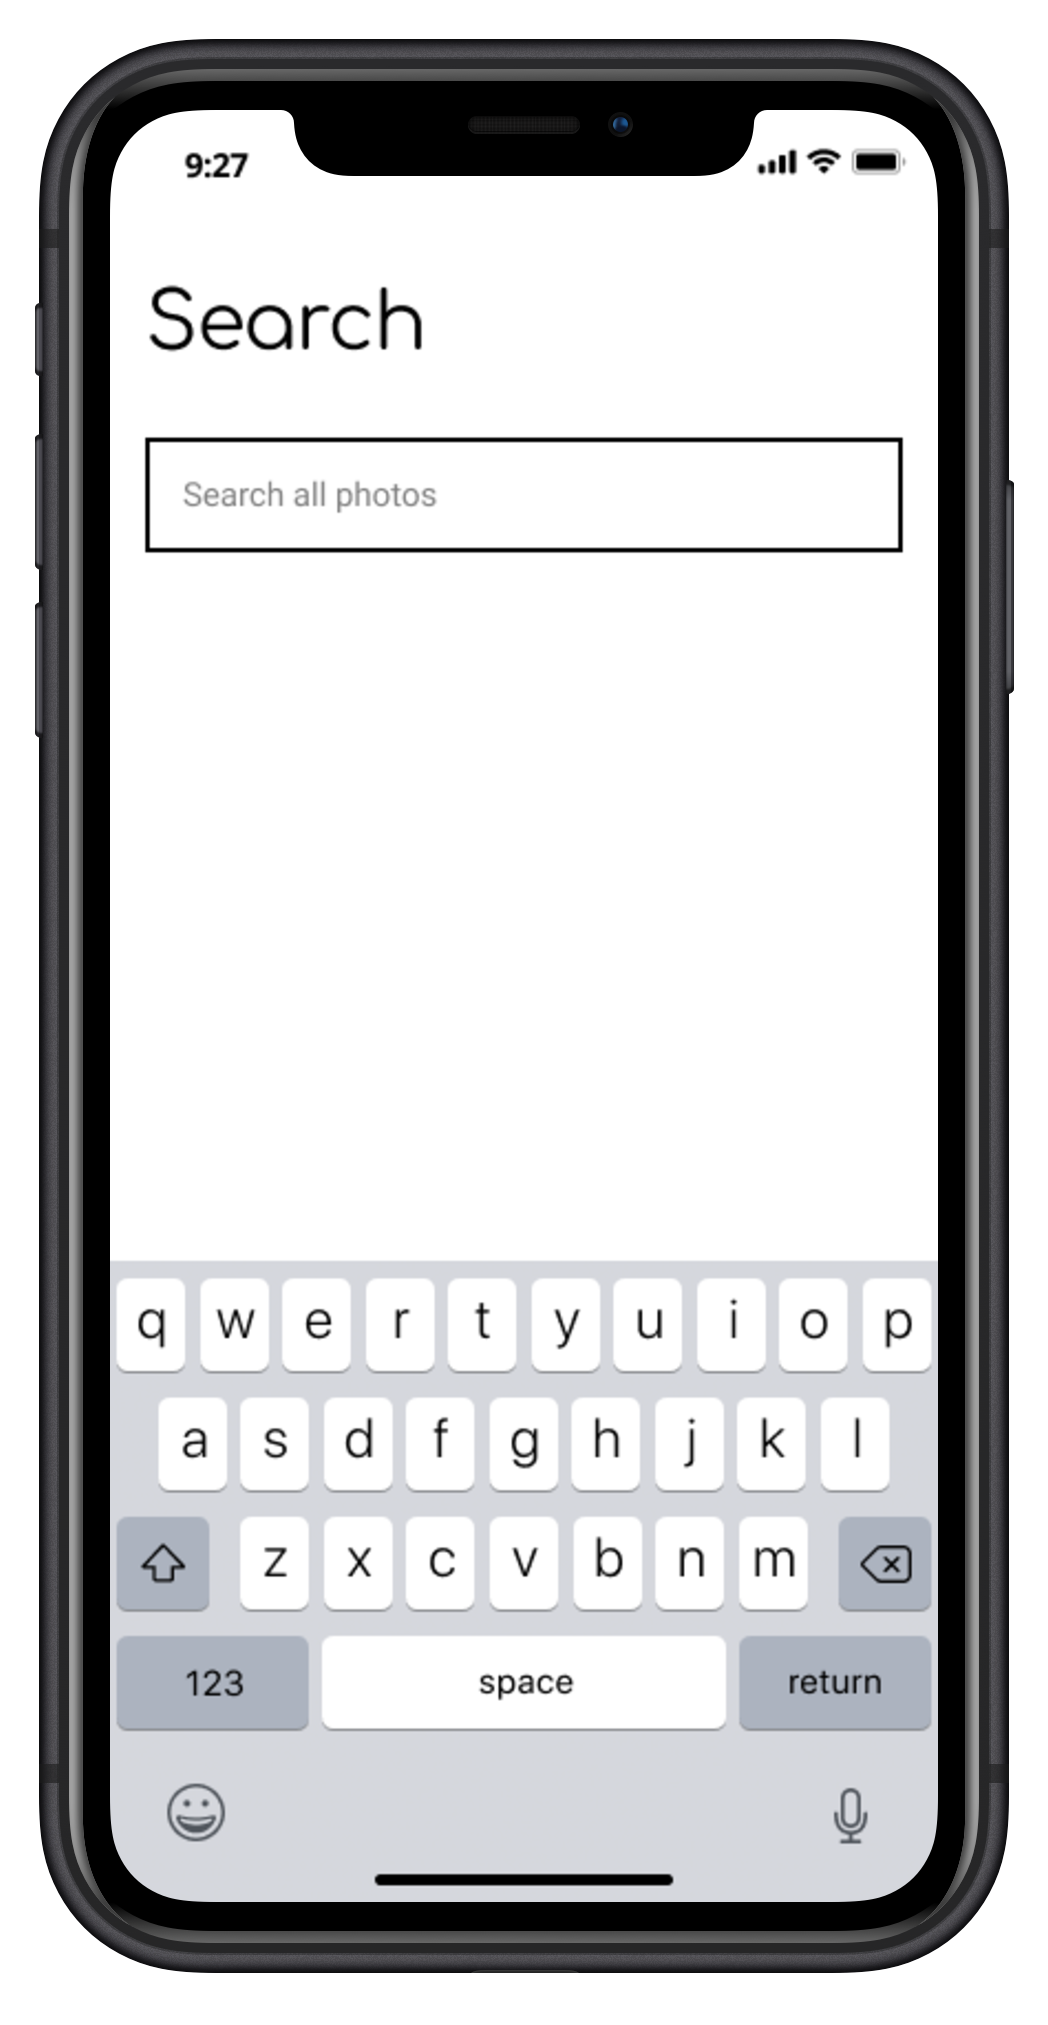 9:27
Search
Search all photos
q w e r t y u i o p
a s d f g h j k l
z x c v b n m
123 space return